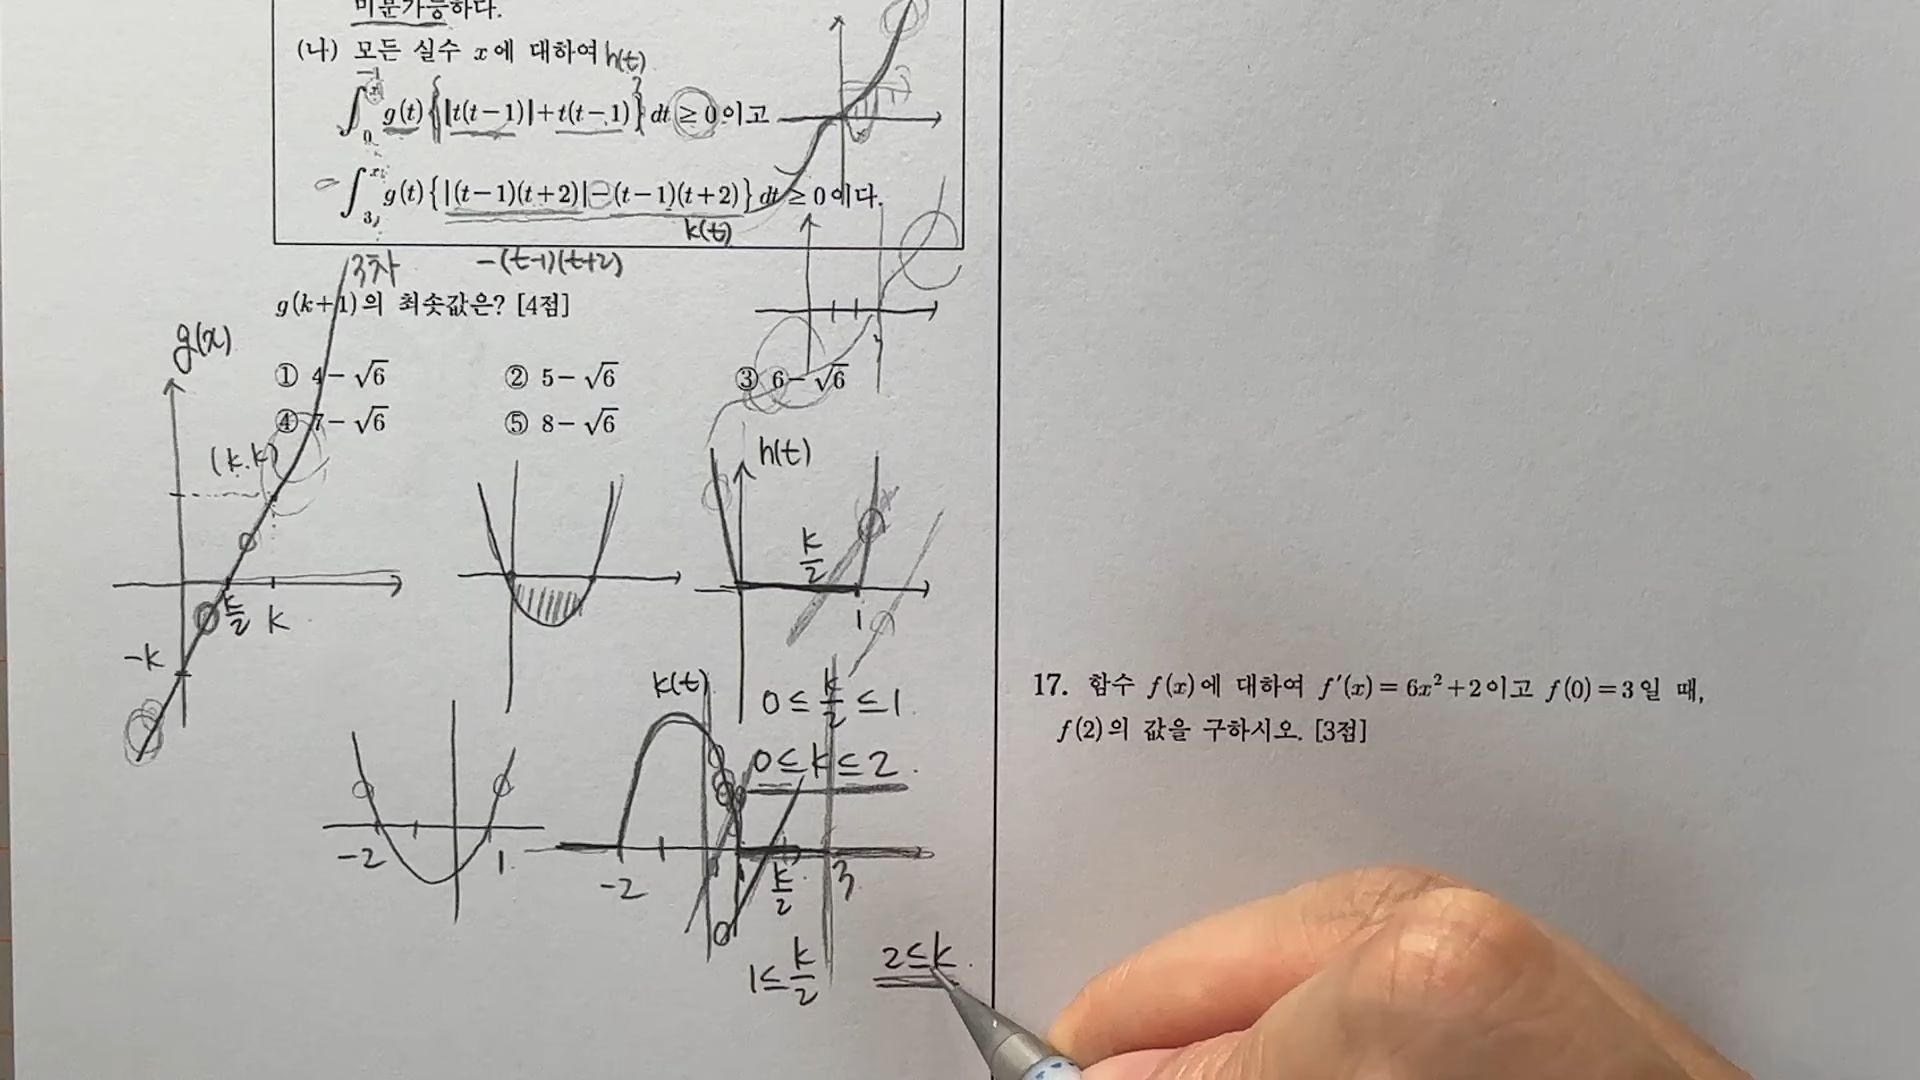 미분가능하다.
(나) 모든 실수 x에 대하여 h(t)
-1
∫₀ˣ g(t){|t(t-1)|+t(t-1)}dt ≥ 0이고
∫₃ˣ g(t){|(t-1)(t+2)|-(t-1)(t+2)}dt ≥ 0이다.
k(t)
3차 -(t-1)(t+2)
g(k+1)의 최솟값은? [4점]
g(x)
① 4-√6 ② 5-√6 ③ 6-√6
④ 7-√6 ⑤ 8-√6
(k.k) h(t)
k/2
k/2 k 1
-k
k(t) 0≤k/2≤1.
0≤k≤2.
-2 1. -2 k/2 3
1≤k/2 2≤k.
17. 함수 f(x)에 대하여 f′(x)=6x²+2이고 f(0)=3일 때,
f(2)의 값을 구하시오. [3점]